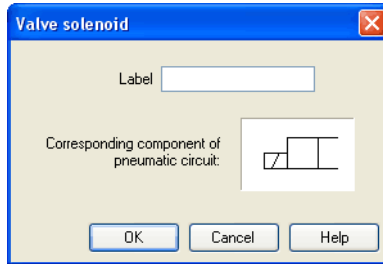 Valve solenoid
Label
Corresponding component of
pneumatic circuit:
OK
Cancel
Help